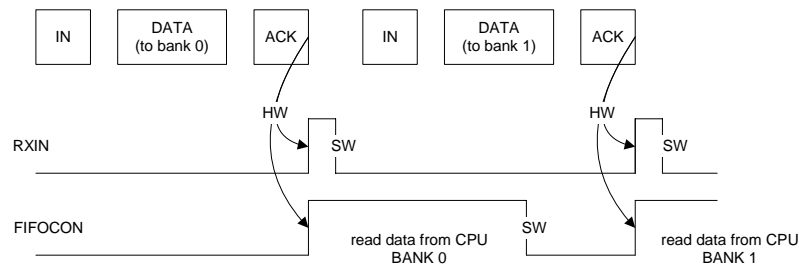 IN
DATA
(to bank 0)
ACK
IN
DATA
(to bank 1)
ACK
HW
HW
RXIN
SW
SW
FIFOCON
SW
read data from CPU
BANK 0
read data from CPU
BANK 1